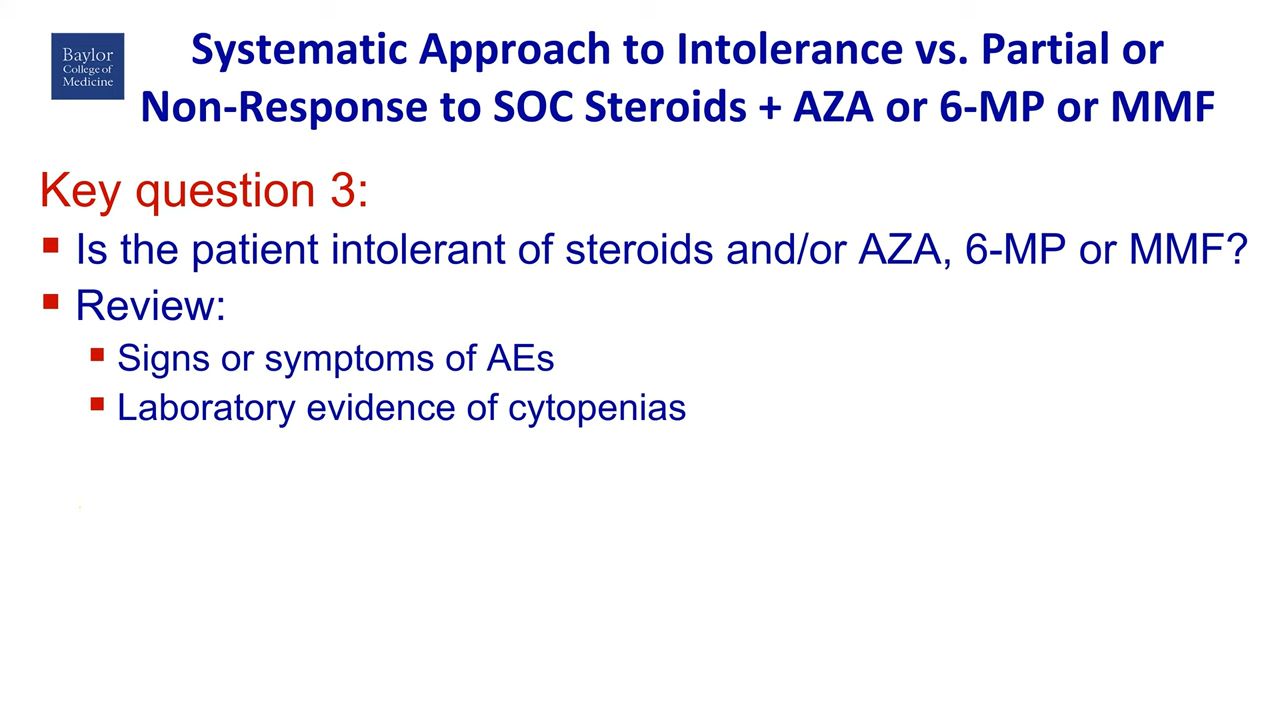 Baylor
College of
Medicine
Systematic Approach to Intolerance vs. Partial or
Non-Response to SOC Steroids + AZA or 6-MP or MMF
Key question 3:
Is the patient intolerant of steroids and/or AZA, 6-MP or MMF?
Review:
Signs or symptoms of AEs
Laboratory evidence of cytopenias